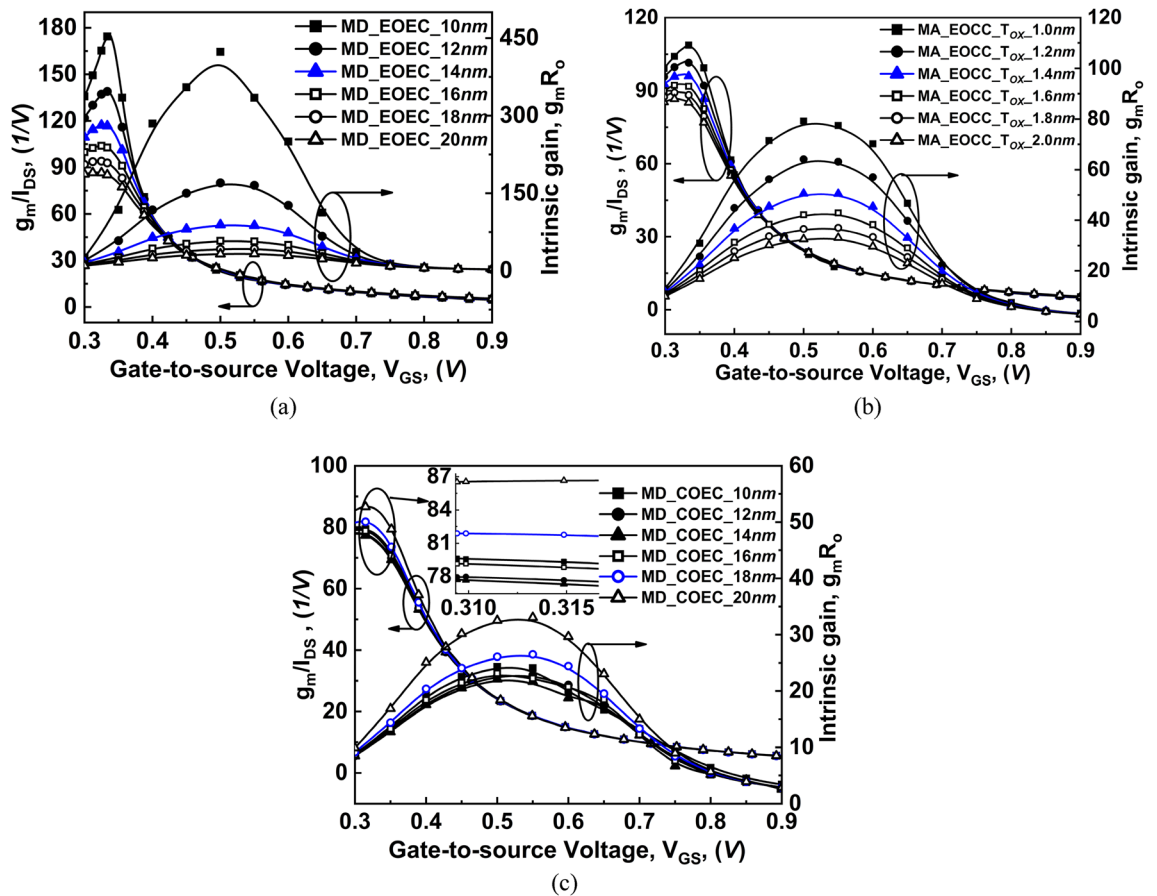 180
150
120
90
60
30
0
g_m/I_DS, (1/V)
MD_EOEC_10nm
MD_EOEC_12nm
MD_EOEC_14nm
MD_EOEC_16nm
MD_EOEC_18nm
MD_EOEC_20nm
450
300
150
0
Intrinsic gain, g_mR_o
0.3 0.4 0.5 0.6 0.7 0.8 0.9
Gate-to-source Voltage, V_GS, (V)
(a)
120
90
60
30
0
g_m/I_DS, (1/V)
MA_EOCC_T_OX_1.0nm
MA_EOCC_T_OX_1.2nm
MA_EOCC_T_OX_1.4nm
MA_EOCC_T_OX_1.6nm
MA_EOCC_T_OX_1.8nm
MA_EOCC_T_OX_2.0nm
120
100
80
60
40
20
0
Intrinsic gain, g_mR_o
0.3 0.4 0.5 0.6 0.7 0.8 0.9
Gate-to-source Voltage, V_GS, (V)
(b)
100
80
60
40
20
0
g_m/I_DS , (1/V)
87
84
81
78
0.310 0.315
MD_COEC_10nm
MD_COEC_12nm
MD_COEC_14nm
MD_COEC_16nm
MD_COEC_18nm
MD_COEC_20nm
60
50
40
30
20
10
0
Intrinsic gain, g_mR_o
0.3 0.4 0.5 0.6 0.7 0.8 0.9
Gate-to-source Voltage, V_GS, (V)
(c)